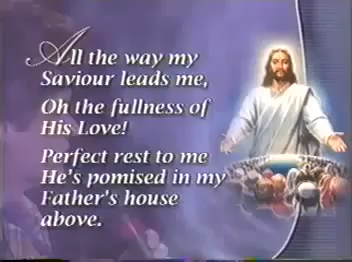 All the way my
Saviour leads me,
Oh the fullness of
His Love!
Perfect rest to me
He's pomised in my
Father's house
above.